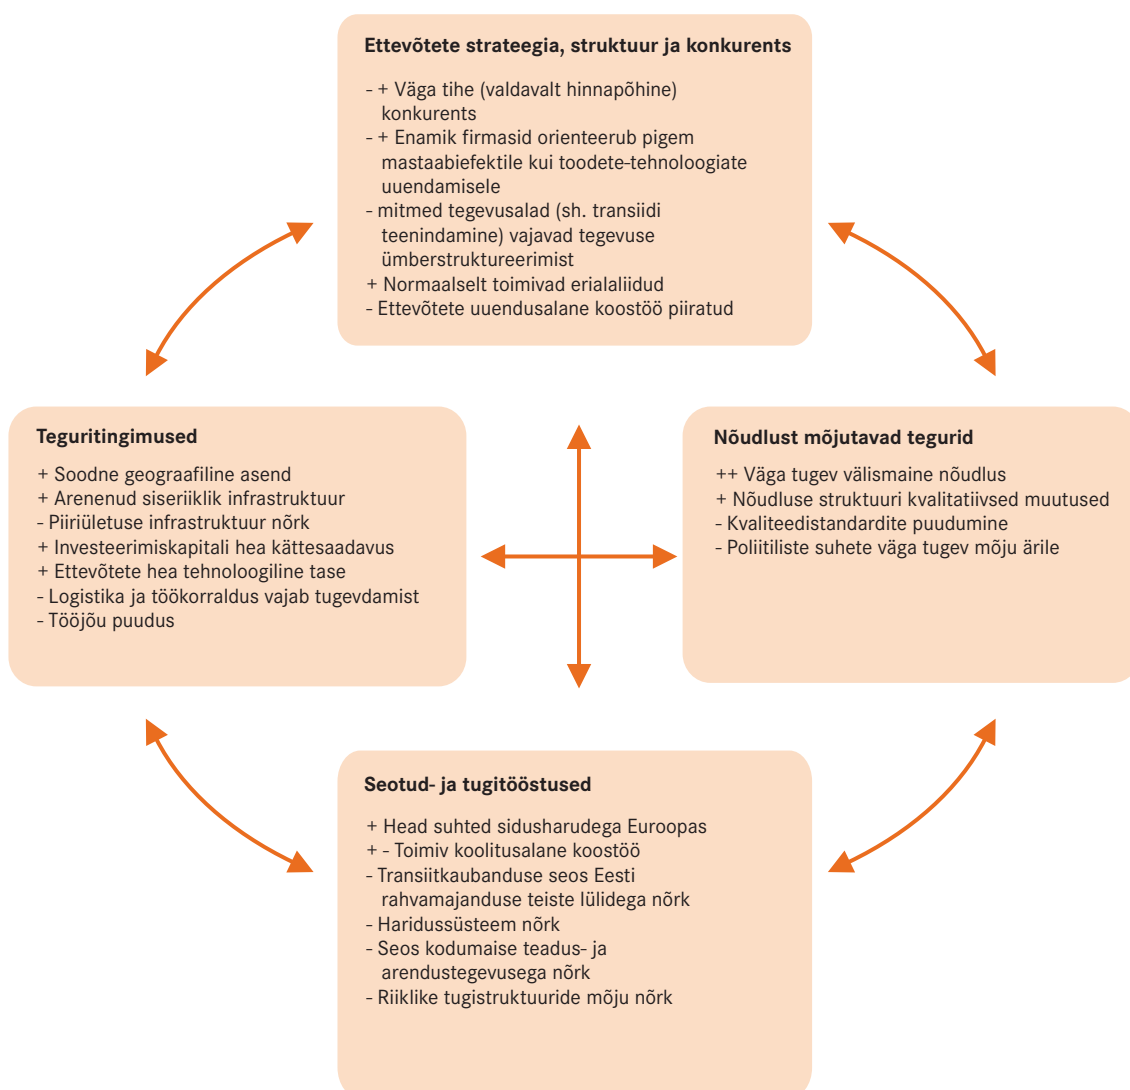 Ettevõtete strateegia, struktuur ja konkurents
- + Väga tihe (valdavalt hinnapõhine)
konkurents
- + Enamik firmasid orienteerub pigem
mastaabiefektile kui toodete-tehnoloogiate
uuendamisele
- mitmed tegevusalad (sh. transiidi
teenindamine) vajavad tegevuse
ümberstruktureerimist
+ Normaalselt toimivad erialaliidud
- Ettevõtete uuendusalane koostöö piiratud
Teguritingimused
+ Soodne geograafiline asend
+ Arenenud siseriiklik infrastruktuur
- Piiriületuse infrastruktuur nõrk
+ Investeerimiskapitali hea kättesaadavus
+ Ettevõtete hea tehnoloogiline tase
- Logistika ja töökorraldus vajab tugevdamist
- Tööjõu puudus
Nõudlust mõjutavad tegurid
++ Väga tugev välismaine nõudlus
+ Nõudluse struktuuri kvalitatiivsed muutused
- Kvaliteedistandardite puudumine
- Poliitiliste suhete väga tugev mõju ärile
Seotud- ja tugitööstused
+ Head suhted sidusharudega Euroopas
+ - Toimiv koolitusalane koostöö
- Transiitkaubanduse seos Eesti
rahvamajanduse teiste lülidega nõrk
- Haridussüsteem nõrk
- Seos kodumaise teadus- ja
arendustegevusega nõrk
- Riiklike tugistruktuuride mõju nõrk